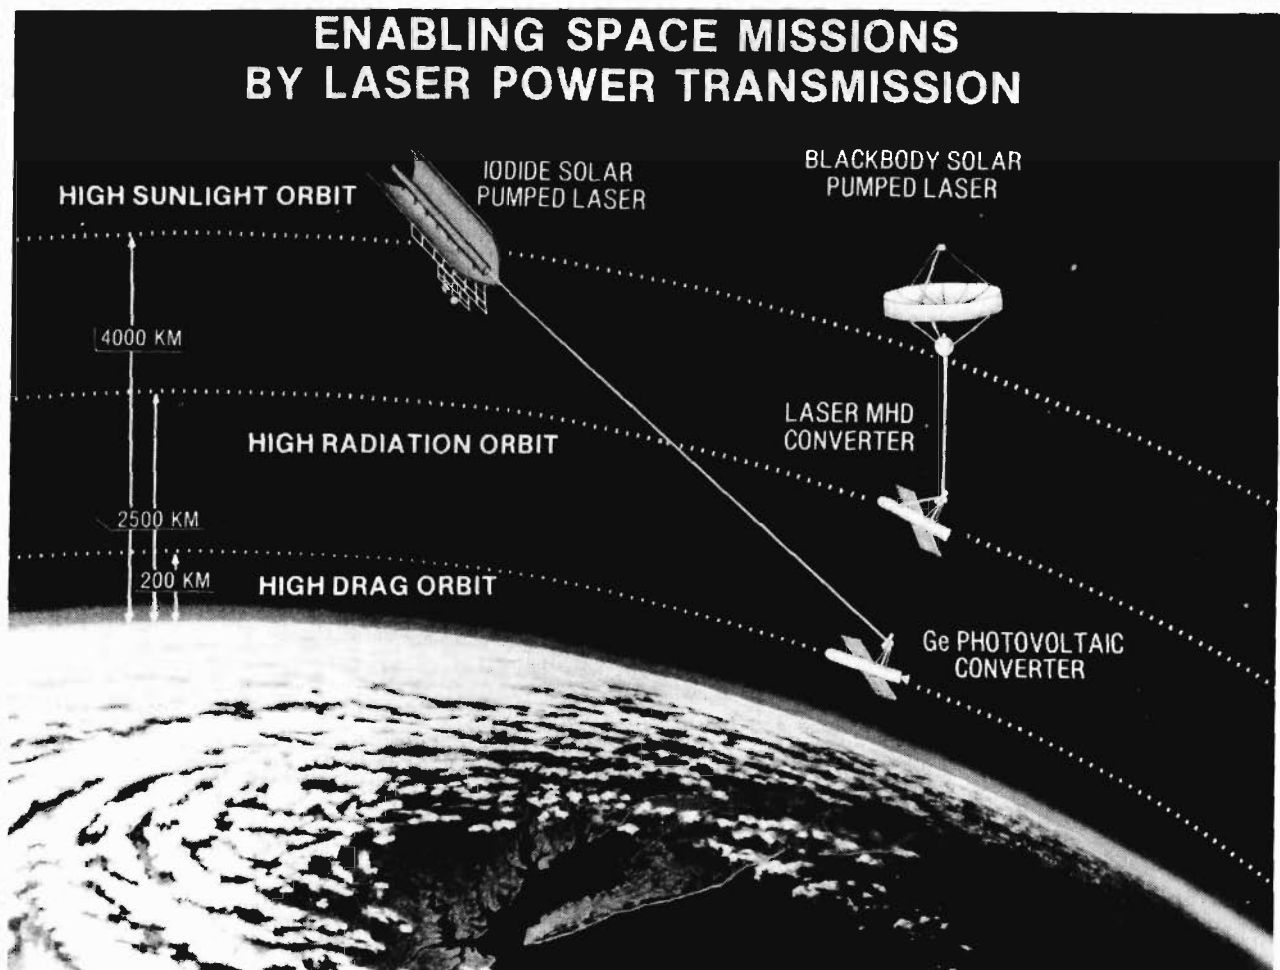 ENABLING SPACE MISSIONS
BY LASER POWER TRANSMISSION
IODIDE SOLAR
PUMPED LASER
BLACKBODY SOLAR
PUMPED LASER
HIGH SUNLIGHT ORBIT
4000 KM
LASER MHD
CONVERTER
HIGH RADIATION ORBIT
2500 KM
200 KM
HIGH DRAG ORBIT
Ge PHOTOVOLTAIC
CONVERTER